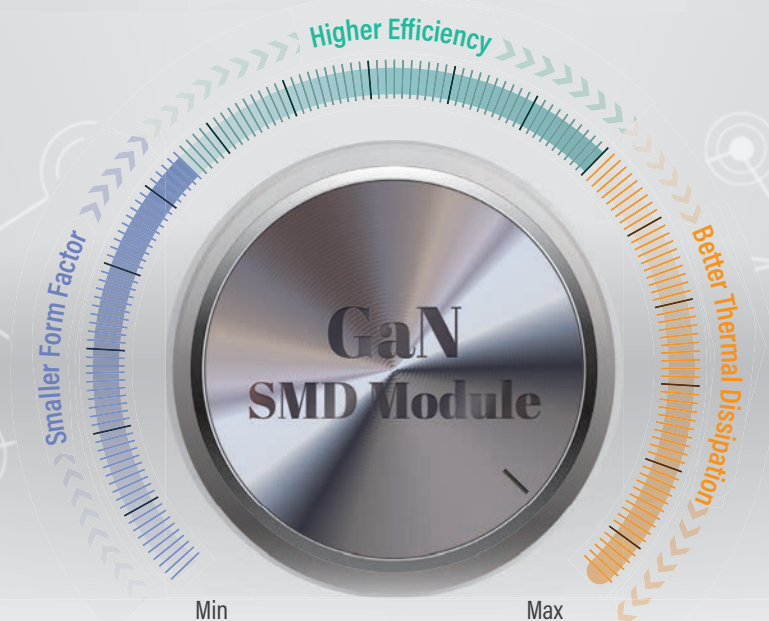 Higher Efficiency
Smaller Form Factor
Better Thermal Dissipation
GaN
SMD Module
Min
Max